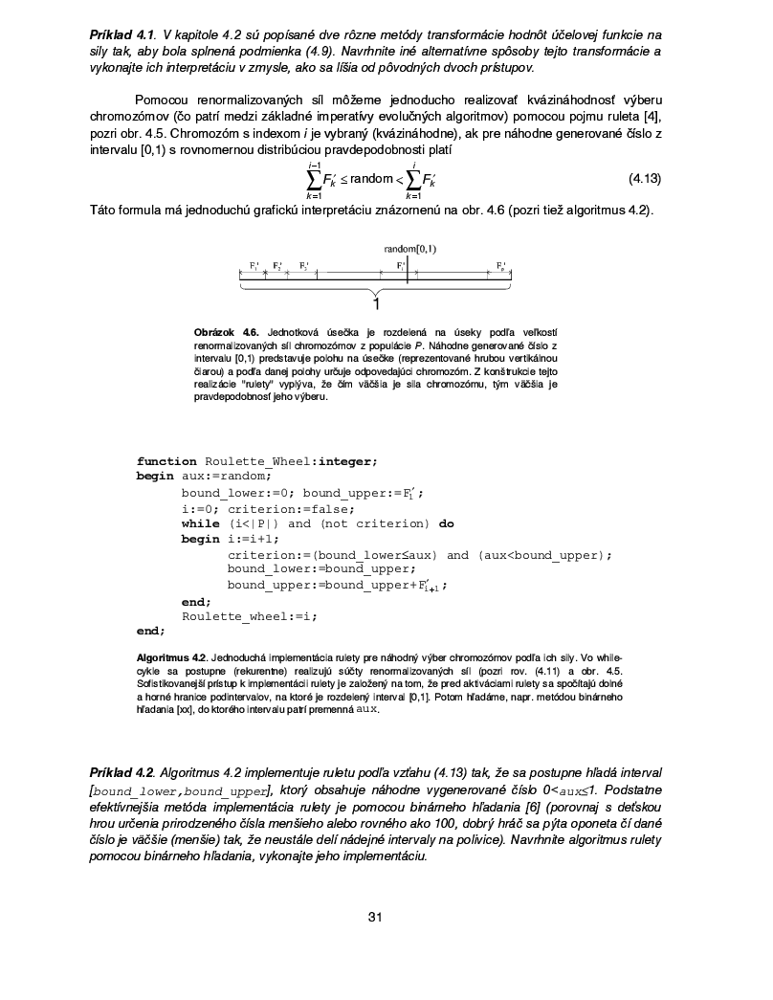 Príklad 4.1. V kapitole 4.2 sú popísané dve rôzne metódy transformácie hodnôt účelovej funkcie na
sily tak, aby bola splnená podmienka (4.9). Navrhnite iné alternatívne spôsoby tejto transformácie a
vykonajte ich interpretáciu v zmysle, ako sa líšia od pôvodných dvoch prístupov.
Pomocou renormalizovaných síl môžeme jednoducho realizovať kvázináhodnosť výberu
chromozómov (čo patrí medzi základné imperatívy evolučných algoritmov) pomocou pojmu ruleta [4],
pozri obr. 4.5. Chromozóm s indexom i je vybraný (kvázináhodne), ak pre náhodne generované číslo z
intervalu [0,1) s rovnomernou distribúciou pravdepodobnosti platí
∑_{k=1}^{i−1} F′_k ≤ random < ∑_{k=1}^{i} F′_k (4.13)
Táto formula má jednoduchú grafickú interpretáciu znázornenú na obr. 4.6 (pozri tiež algoritmus 4.2).
random[0,1)
F₁' F₂' F₃' F_i' F_p'
1
Obrázok 4.6. Jednotková úsečka je rozdelená na úseky podľa veľkostí
renormalizovaných síl chromozómov z populácie P. Náhodne generované číslo z
intervalu [0,1) predstavuje polohu na úsečke (reprezentované hrubou vertikálnou
čiarou) a podľa danej polohy určuje odpovedajúci chromozóm. Z konštrukcie tejto
realizácie "rulety" vyplýva, že čím väčšia je sila chromozómu, tým väčšia je
pravdepodobnosť jeho výberu.
function Roulette_Wheel:integer;
begin aux:=random;
bound_lower:=0; bound_upper:=F′₁;
i:=0; criterion:=false;
while (i<|P|) and (not criterion) do
begin i:=i+1;
criterion:=(bound_lower≤aux) and (aux<bound_upper);
bound_lower:=bound_upper;
bound_upper:=bound_upper+F′_{i+1};
end;
Roulette_wheel:=i;
end;
Algoritmus 4.2. Jednoduchá implementácia rulety pre náhodný výber chromozómov podľa ich sily. Vo while-
cykle sa postupne (rekurentne) realizujú súčty renormalizovaných síl (pozri rov. (4.11) a obr. 4.5.
Sofistikovanejší prístup k implementácii rulety je založený na tom, že pred aktiváciami rulety sa spočítajú dolné
a horné hranice podintervalov, na ktoré je rozdelený interval [0,1]. Potom hľadáme, napr. metódou binárneho
hľadania [xx], do ktorého intervalu patrí premenná aux.
Príklad 4.2. Algoritmus 4.2 implementuje ruletu podľa vzťahu (4.13) tak, že sa postupne hľadá interval
[bound_lower,bound_upper], ktorý obsahuje náhodne vygenerované číslo 0<aux≤1. Podstatne
efektívnejšia metóda implementácia rulety je pomocou binárneho hľadania [6] (porovnaj s deťskou
hrou určenia prirodzeného čísla menšieho alebo rovného ako 100, dobrý hráč sa pýta oponeta čí dané
číslo je väčšie (menšie) tak, že neustále delí nádejné intervaly na polivice). Navrhnite algoritmus rulety
pomocou binárneho hľadania, vykonajte jeho implementáciu.
31